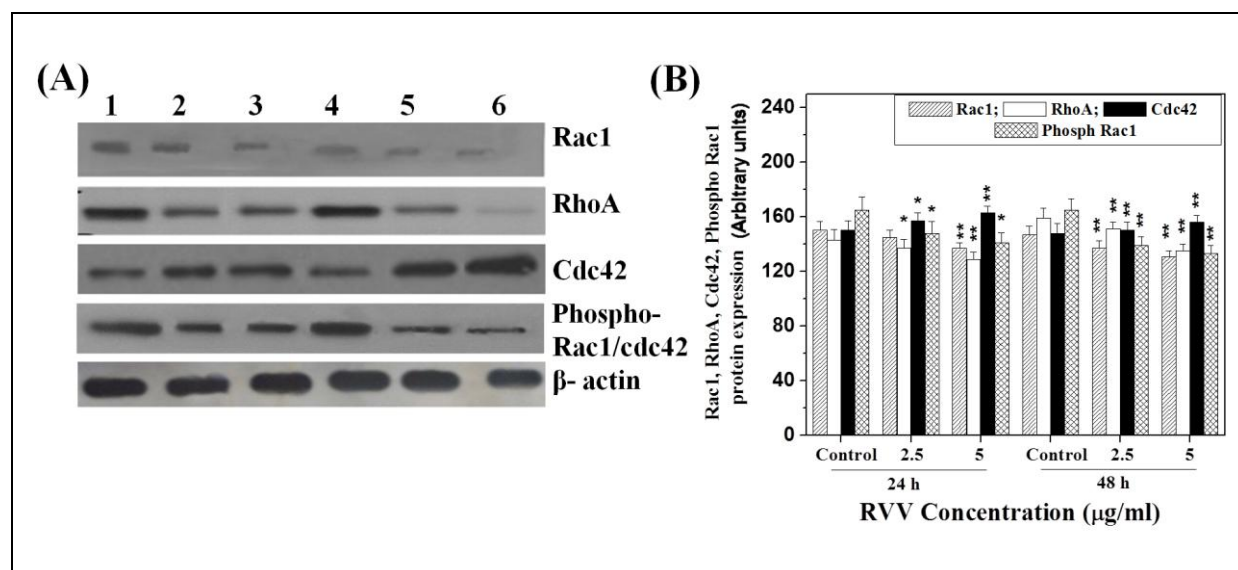 (A)
1 2 3 4 5 6
Rac1
RhoA
Cdc42
Phospho-
Rac1/cdc42
β- actin
(B)
Rac1, RhoA, Cdc42, Phospho Rac1
protein expression (Arbitrary units)
240
200
160
120
80
40
0
Rac1; RhoA; Cdc42
Phosph Rac1
* * *
** ** ** *
** ** ** **
** ** ** **
Control 2.5 5 Control 2.5 5
24 h 48 h
RVV Concentration (μg/ml)